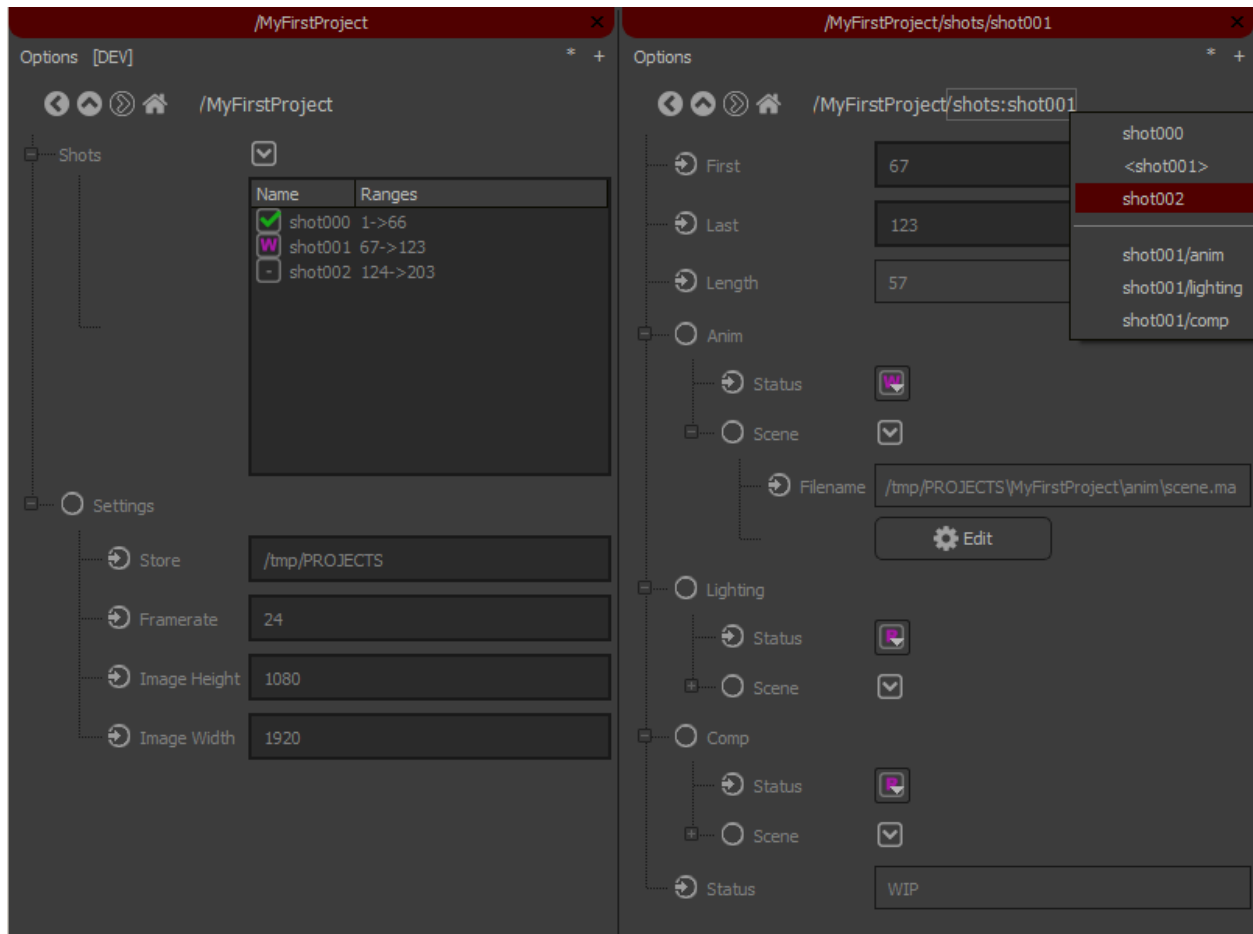 /MyFirstProject
Options [DEV] * +
/MyFirstProject
Shots
Name Ranges
shot000 1->66
W shot001 67->123
- shot002 124->203
Settings
Store /tmp/PROJECTS
Framerate 24
Image Height 1080
Image Width 1920
/MyFirstProject/shots/shot001
Options * +
/MyFirstProject/shots:shot001
shot000
<shot001>
shot002
shot001/anim
shot001/lighting
shot001/comp
First 67
Last 123
Length 57
Anim
Status W
Scene
Filename /tmp/PROJECTS\MyFirstProject\anim\scene.ma
Edit
Lighting
Status R
Scene
Comp
Status R
Scene
Status WIP